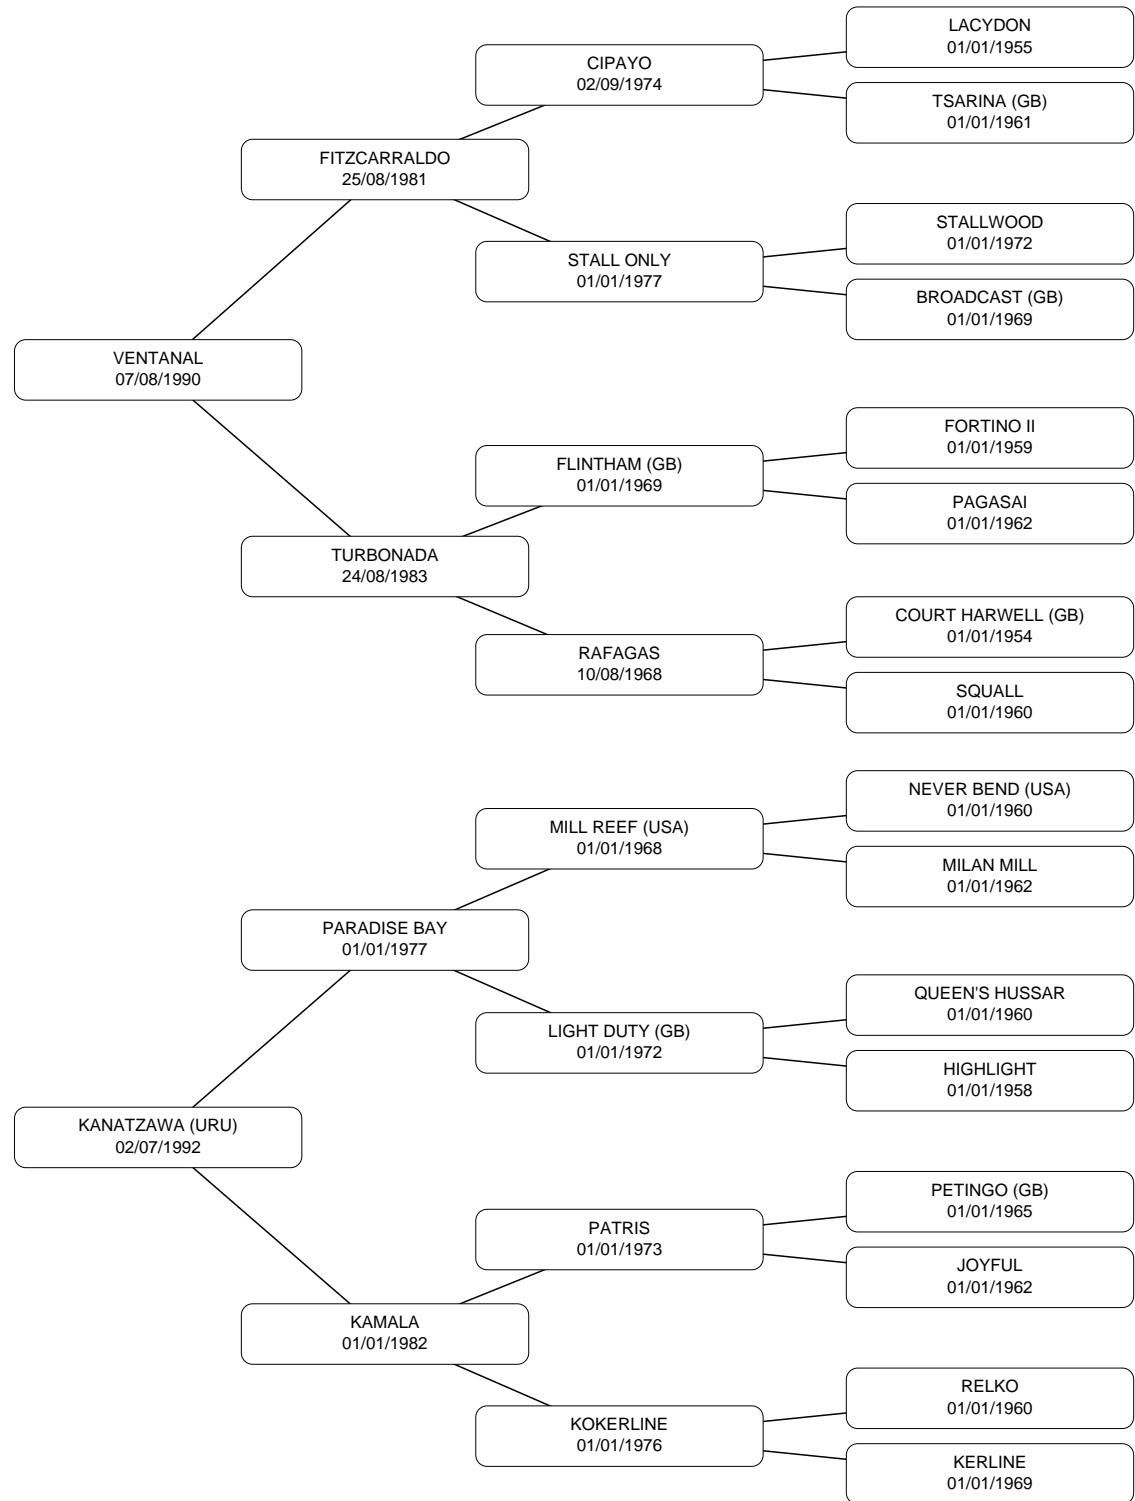 LACYDON
01/01/1955
CIPAYO
02/09/1974
TSARINA (GB)
01/01/1961
FITZCARRALDO
25/08/1981
STALLWOOD
01/01/1972
STALL ONLY
01/01/1977
BROADCAST (GB)
01/01/1969
VENTANAL
07/08/1990
FORTINO II
01/01/1959
FLINTHAM (GB)
01/01/1969
PAGASAI
01/01/1962
TURBONADA
24/08/1983
COURT HARWELL (GB)
01/01/1954
RAFAGAS
10/08/1968
SQUALL
01/01/1960
NEVER BEND (USA)
01/01/1960
MILL REEF (USA)
01/01/1968
MILAN MILL
01/01/1962
PARADISE BAY
01/01/1977
QUEEN'S HUSSAR
01/01/1960
LIGHT DUTY (GB)
01/01/1972
HIGHLIGHT
01/01/1958
KANATZAWA (URU)
02/07/1992
PETINGO (GB)
01/01/1965
PATRIS
01/01/1973
JOYFUL
01/01/1962
KAMALA
01/01/1982
RELKO
01/01/1960
KOKERLINE
01/01/1976
KERLINE
01/01/1969